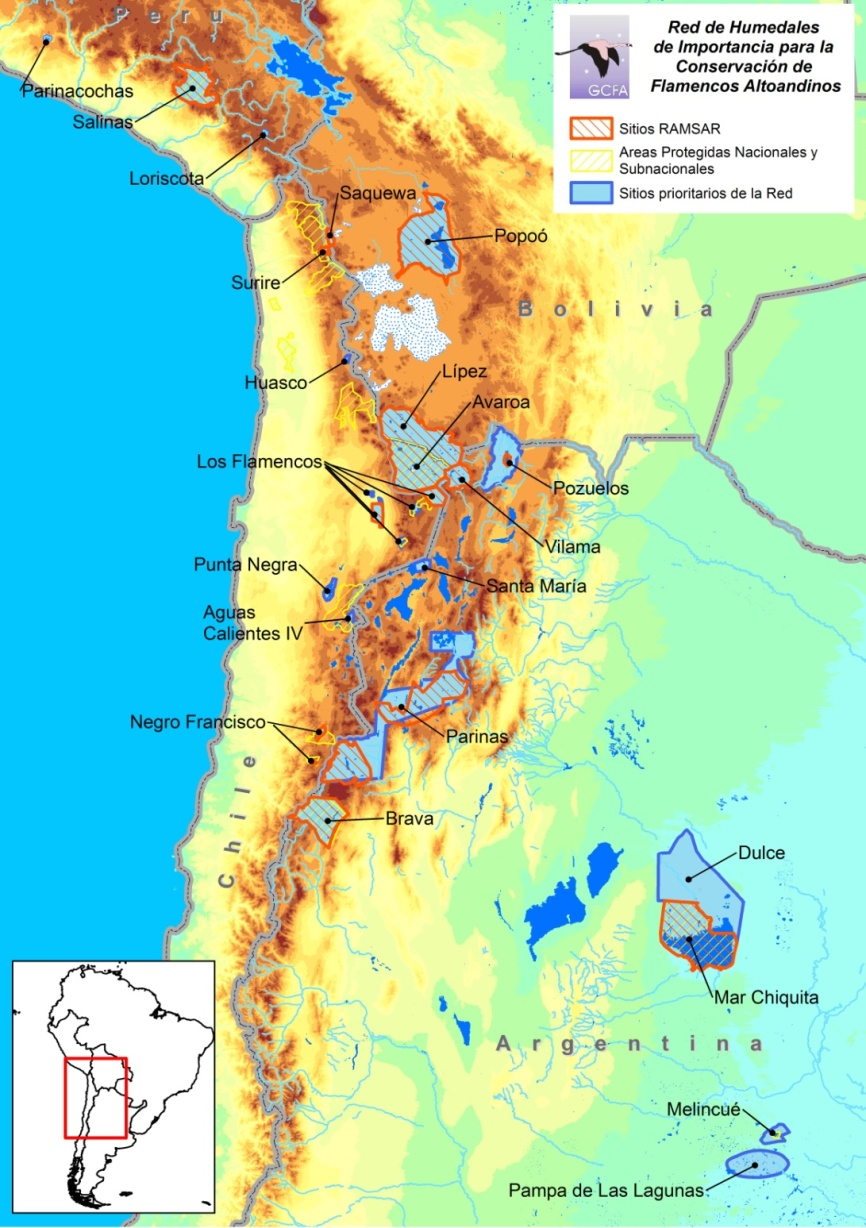 Peru
Red de Humedales
de Importancia para la
Conservación de
Flamencos Altoandinos
GCFA
Sitios RAMSAR
Areas Protegidas Nacionales y
Subnacionales
Sitios prioritarios de la Red
Parinacochas
Salinas
Loriscota
Saquewa
Popoó
Surire
Bolivia
Huasco
Lípez
Avaroa
Los Flamencos
Pozuelos
Vilama
Punta Negra
Santa María
Aguas
Calientes IV
Negro Francisco
Parinas
Chile
Brava
Dulce
Mar Chiquita
Argentina
Melincué
Pampa de Las Lagunas